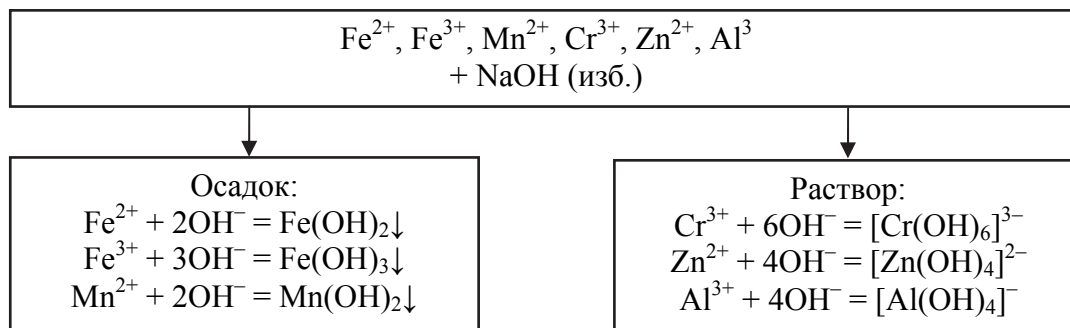 Fe²⁺, Fe³⁺, Mn²⁺, Cr³⁺, Zn²⁺, Al³
+ NaOH (изб.)
Осадок:
Fe²⁺ + 2OH⁻ = Fe(OH)₂↓
Fe³⁺ + 3OH⁻ = Fe(OH)₃↓
Mn²⁺ + 2OH⁻ = Mn(OH)₂↓
Раствор:
Cr³⁺ + 6OH⁻ = [Cr(OH)₆]³⁻
Zn²⁺ + 4OH⁻ = [Zn(OH)₄]²⁻
Al³⁺ + 4OH⁻ = [Al(OH)₄]⁻